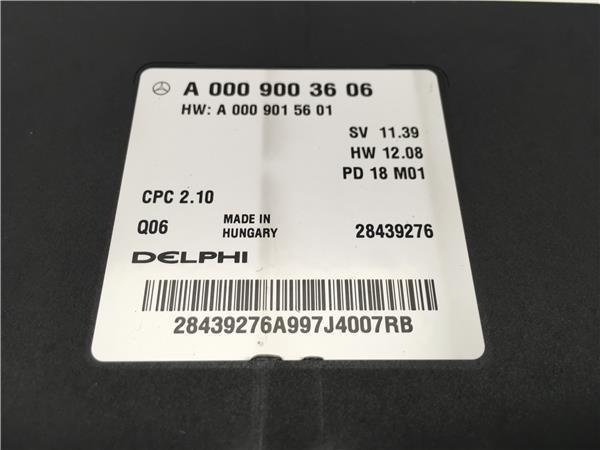 A 000 900 36 06
HW: A 000 901 56 01
SV 11.39
HW 12.08
PD 18 M01
CPC 2.10
Q06
MADE IN
HUNGARY
28439276
DELPHI
28439276A997J4007RB